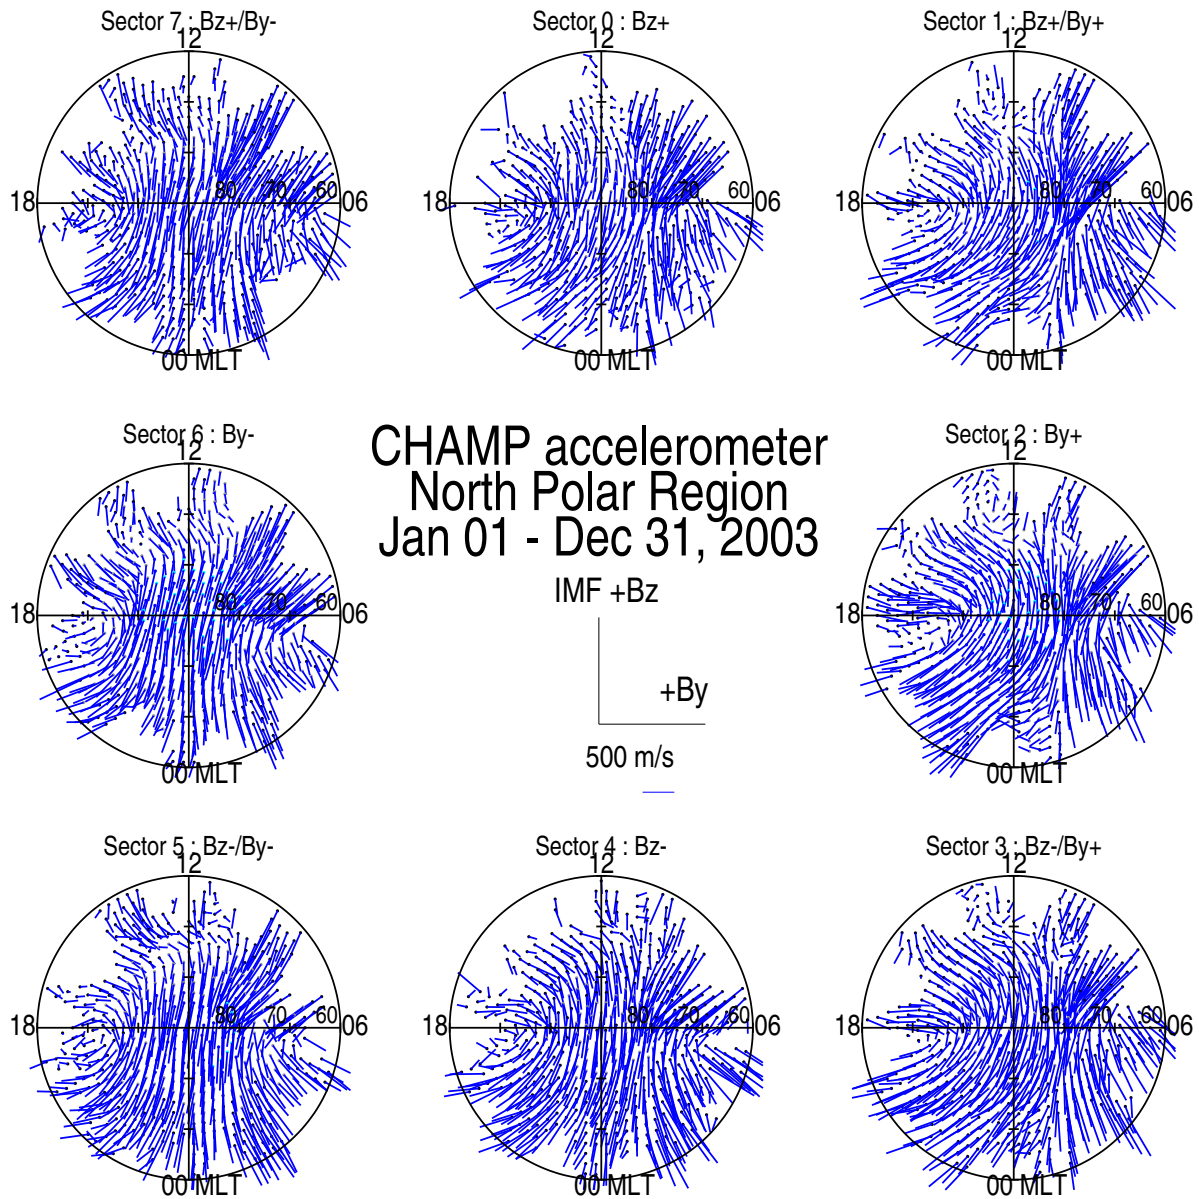 Sector 7 : Bz+/By-
12
18
80
70
60
06
00 MLT
Sector 0 : Bz+
12
18
80
70
60
06
00 MLT
Sector 1 : Bz+/By+
12
18
80
70
60
06
00 MLT
Sector 6 : By-
12
18
80
70
60
06
00 MLT
CHAMP accelerometer
North Polar Region
Jan 01 - Dec 31, 2003
IMF +Bz
+By
500 m/s
Sector 2 : By+
12
18
80
70
60
06
00 MLT
Sector 5 : Bz-/By-
12
18
80
70
60
06
00 MLT
Sector 4 : Bz-
12
18
80
70
60
06
00 MLT
Sector 3 : Bz-/By+
12
18
80
70
60
06
00 MLT